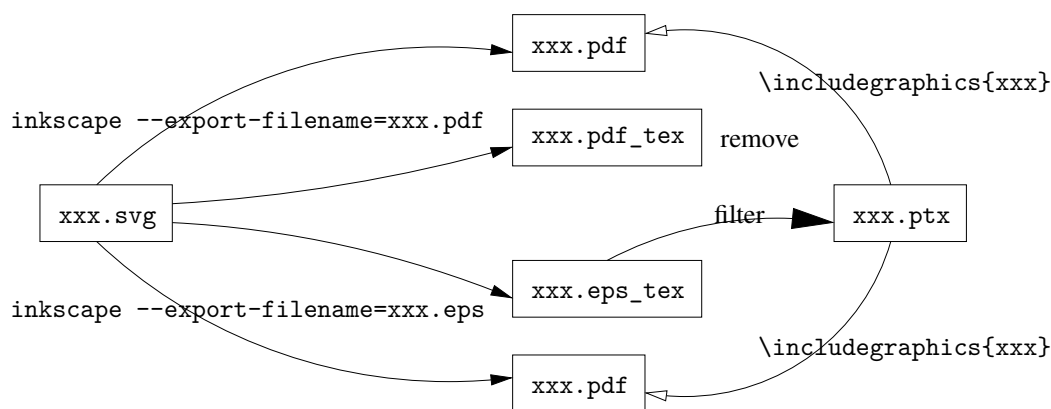 xxx.pdf
\includegraphics{xxx}
inkscape --export-filename=xxx.pdf
xxx.pdf_tex
remove
xxx.svg
filter
xxx.ptx
xxx.eps_tex
inkscape --export-filename=xxx.eps
\includegraphics{xxx}
xxx.pdf